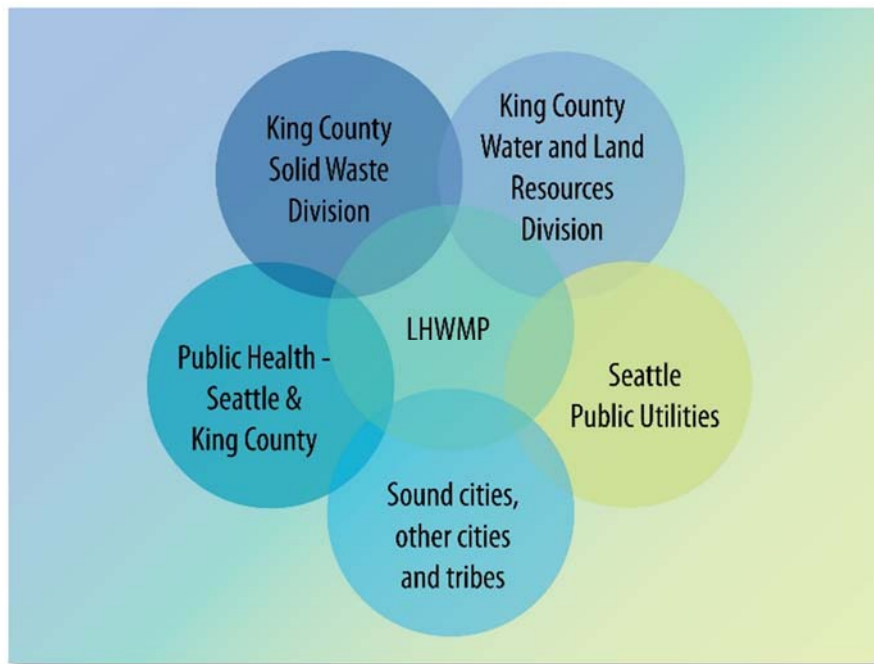 King County
Solid Waste
Division
King County
Water and Land
Resources
Division
LHWMP
Public Health -
Seattle &
King County
Seattle
Public Utilities
Sound cities,
other cities
and tribes